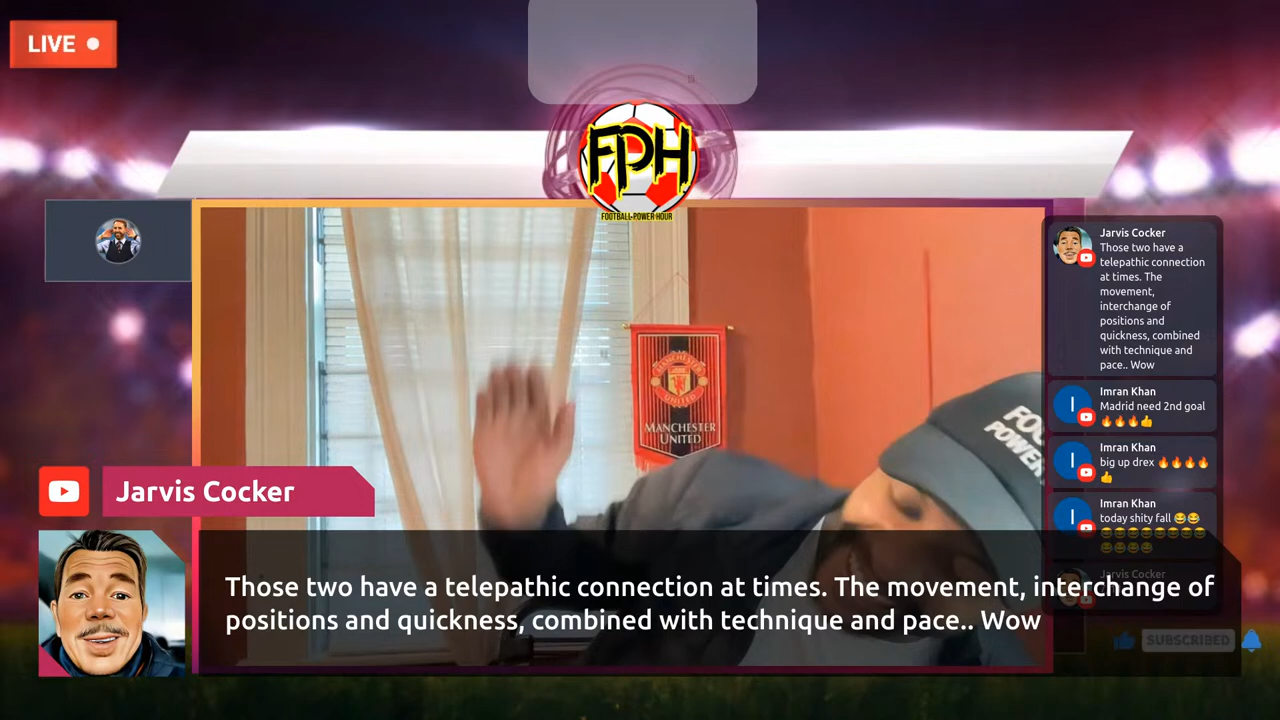 LIVE
FPH
FOOTBALL-POWER-HOUR
MANCHESTER
UNITED
MANCHESTER
UNITED
Jarvis Cocker
Those two have a
telepathic connection
at times. The
movement,
interchange of
positions and
quickness, combined
with technique and
pace.. Wow
I
Imran Khan
Madrid need 2nd goal
🔥🔥🔥👍
I
Imran Khan
big up drex 🔥🔥🔥🔥
👍
I
Imran Khan
today shity fall 😂😂
😂😂😂😂😂😂😂😂
😂😂😂😂
Jarvis Cocker
Jarvis Cocker
Those two have a telepathic connection at times. The movement, interchange of
positions and quickness, combined with technique and pace.. Wow
SUBSCRIBED